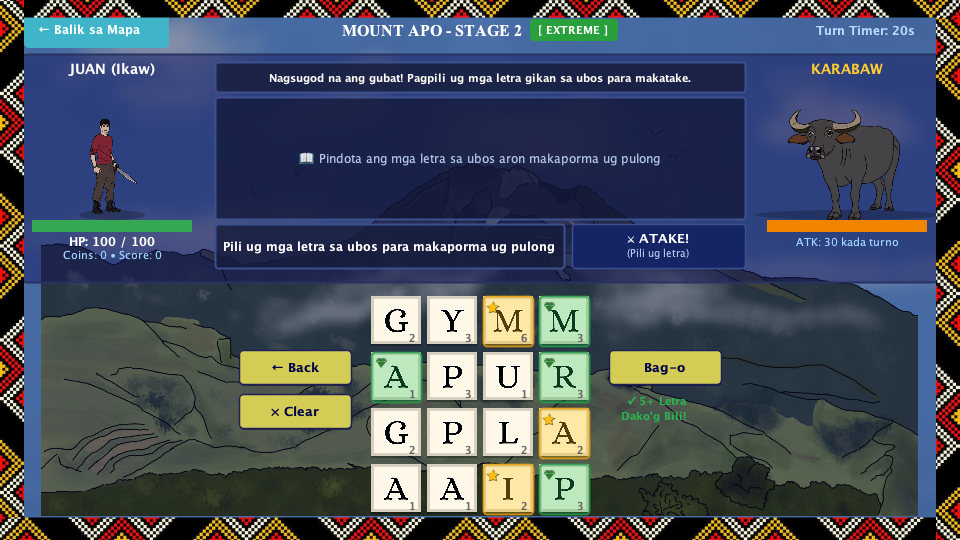 ← Balik sa Mapa
MOUNT APO - STAGE 2 [ EXTREME ]
Turn Timer: 20s
JUAN (Ikaw)
Nagsugod na ang gubat! Pagpili ug mga letra gikan sa ubos para makatake.
KARABAW
📖 Pindota ang mga letra sa ubos aron makaporma ug pulong
HP: 100 / 100
Coins: 0 • Score: 0
Pili ug mga letra sa ubos para makaporma ug pulong
⚔ ATAKE!
(Pili ug letra)
ATK: 30 kada turno
G 2 Y 3 M 6 M 3
A 1 P 3 U 1 R 1
G 2 P 3 L 1 A 2
A 1 A 1 I 2 P 3
← Back
× Clear
Bag-o
✓ 5+ Letra
Dako'g Bili!